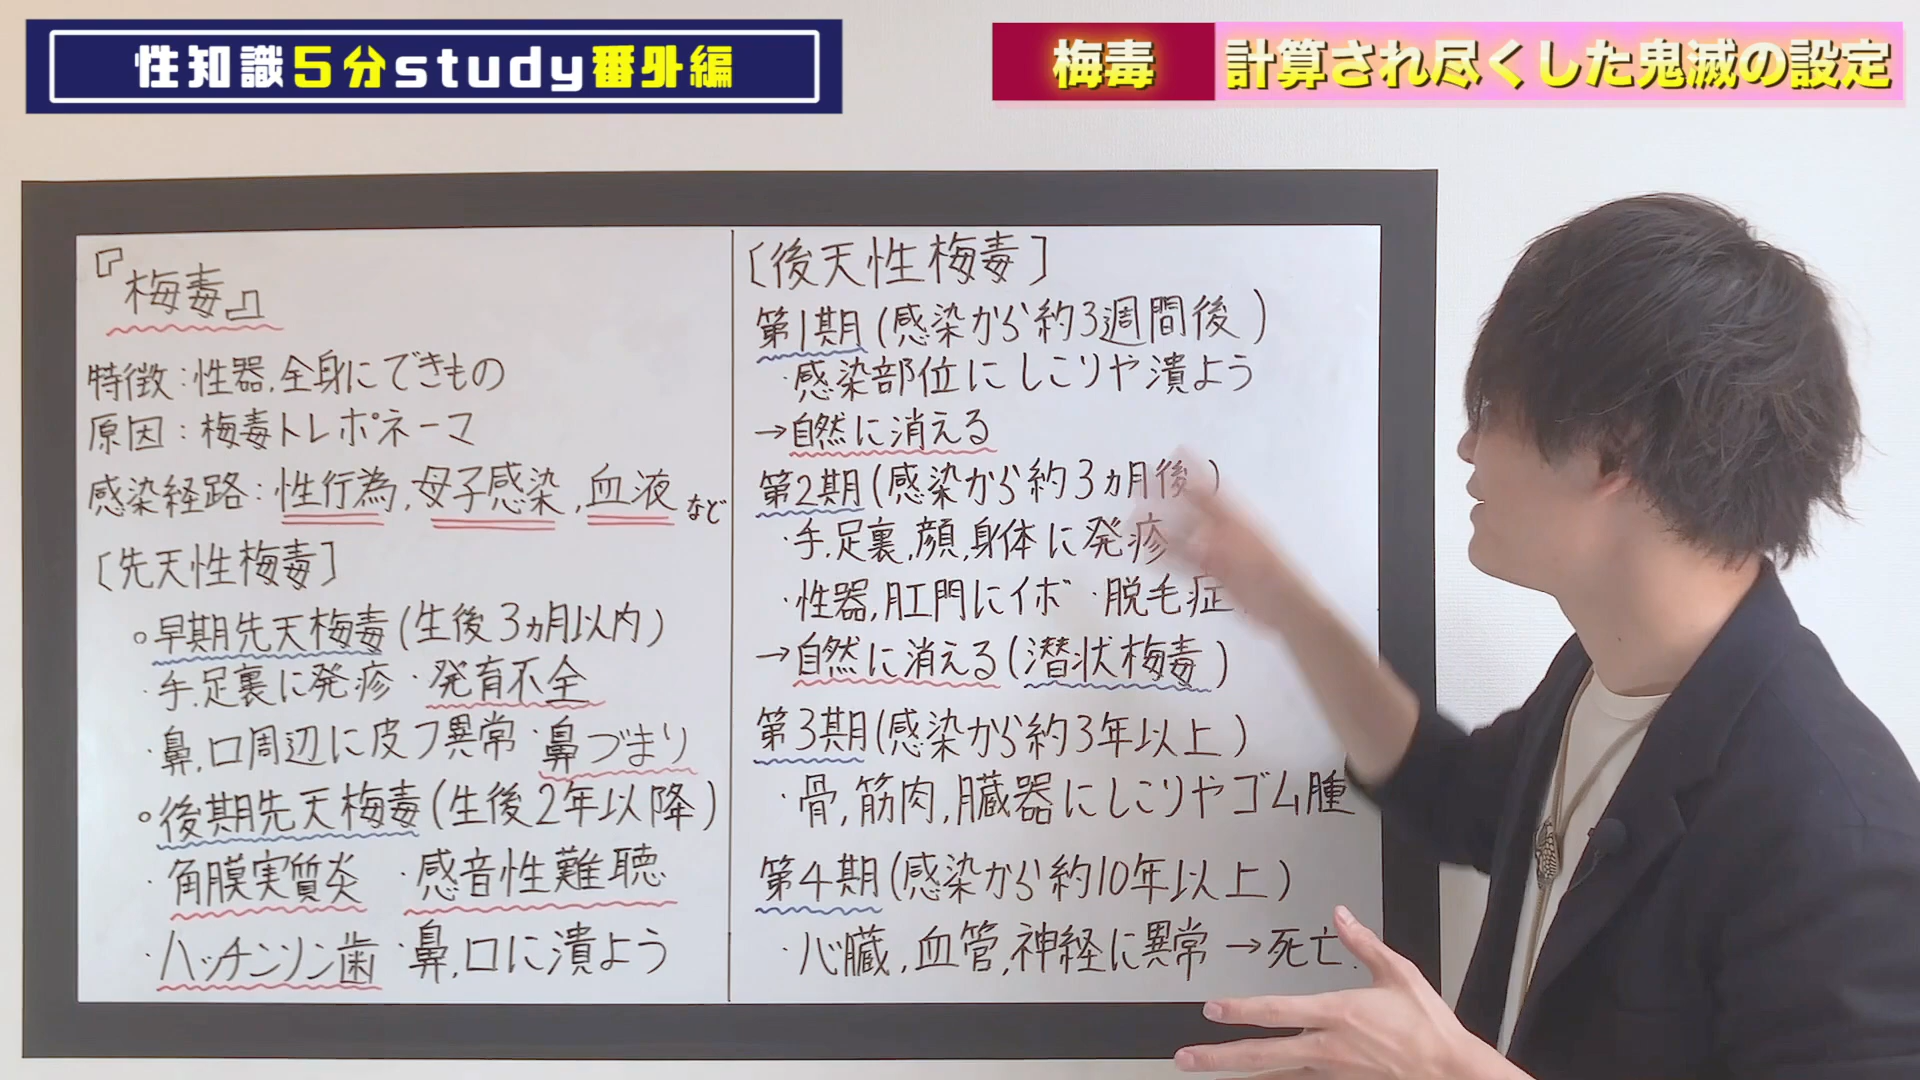 性知識5分study番外編
梅毒 計算され尽くした鬼滅の設定
『梅毒』
特徴：性器,全身にできもの
原因：梅毒トレポネーマ
感染経路：性行為,母子感染,血液など
[先天性梅毒]
○早期先天梅毒(生後3ヵ月以内)
・手,足裏に発疹・発育不全
・鼻,口周辺に皮フ異常・鼻づまり
○後期先天梅毒(生後2年以降)
・角膜実質炎 ・感音性難聴
・ハッチンソン歯・鼻,口に潰よう
[後天性梅毒]
第1期(感染から約3週間後)
・感染部位にしこりや潰よう
→自然に消える
第2期(感染から約3ヵ月後)
・手,足裏,顔,身体に発疹
・性器,肛門にイボ・脱毛症
→自然に消える(潜状梅毒)
第3期(感染から約3年以上)
・骨,筋肉,臓器にしこりやゴム腫
第4期(感染から約10年以上)
・心臓,血管,神経に異常→死亡.